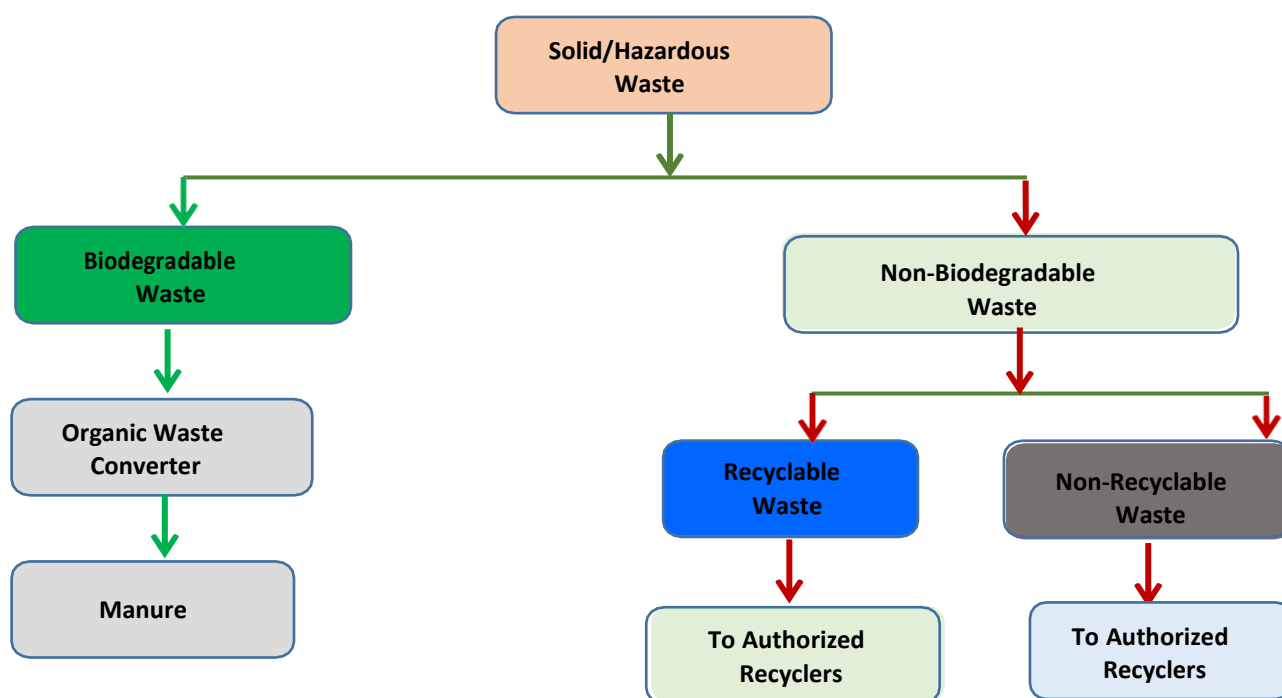 Solid/Hazardous
Waste
Biodegradable
Waste
Non-Biodegradable
Waste
Organic Waste
Converter
Recyclable
Waste
Non-Recyclable
Waste
Manure
To Authorized
Recyclers
To Authorized
Recyclers